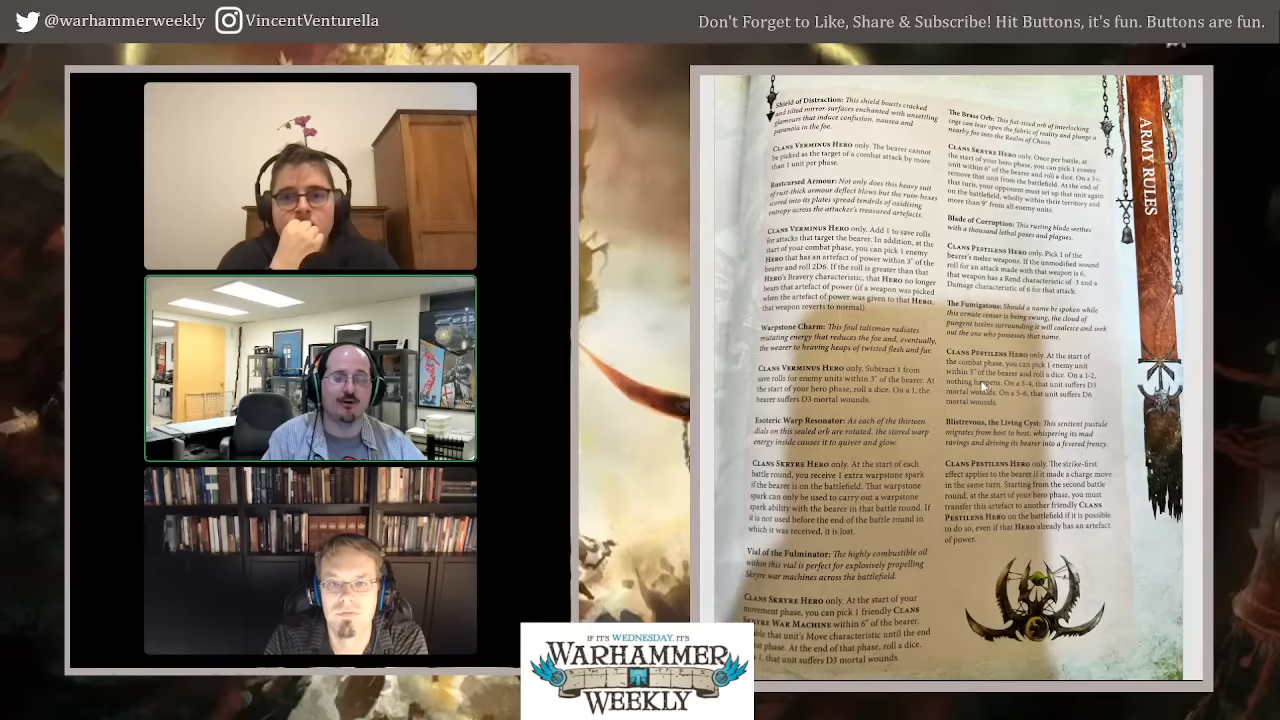 @warhammerweekly VincentVenturella
Don't Forget to Like, Share & Subscribe! Hit Buttons, it's fun. Buttons are fun.
Shield of Distraction: This shield boasts cracked
and tilted mirror-surfaces enchanted with unsettling
glamours that induce confusion, nausea and
paranoia in the foe.
CLANS VERMINUS HERO only. The bearer cannot
be picked as the target of a combat attack by more
than 1 unit per phase.
Rustcursed Armour: Not only does this heavy suit
of rust-thick armour deflect blows but the ruin-hexes
scored into its plates spread tendrils of oxidising
entropy across the attacker's treasured artefacts.
CLANS VERMINUS HERO only. Add 1 to save rolls
for attacks that target the bearer. In addition, at the
start of your combat phase, you can pick 1 enemy
HERO that has an artefact of power within 3" of the
bearer and roll 2D6. If the roll is greater than that
HERO's Bravery characteristic, that HERO no longer
bears that artefact of power (if a weapon was picked
when the artefact of power was given to that HERO,
that weapon reverts to normal).
Warpstone Charm: This foul talisman radiates
mutating energy that reduces the foe and, eventually,
the wearer to heaving heaps of twisted flesh and fur.
CLANS VERMINUS HERO only. Subtract 1 from
save rolls for enemy units within 3" of the bearer. At
the start of your hero phase, roll a dice. On a 1, the
bearer suffers D3 mortal wounds.
Esoteric Warp Resonator: As each of the thirteen
dials on this sealed orb are rotated, the stored warp
energy inside causes it to quiver and glow.
CLANS SKRYRE HERO only. At the start of each
battle round, you receive 1 extra warpstone spark
if the bearer is on the battlefield. That warpstone
spark can only be used to carry out a warpstone
spark ability with the bearer in that battle round. If
it is not used before the end of the battle round in
which it was received, it is lost.
Vial of the Fulminator: The highly combustible oil
within this vial is perfect for explosively propelling
Skryre war machines across the battlefield.
CLANS SKRYRE HERO only. At the start of your
movement phase, you can pick 1 friendly CLANS
SKRYRE WAR MACHINE within 6" of the bearer.
that unit's Move characteristic until the end
phase. At the end of that phase, roll a dice.
1, that unit suffers D3 mortal wounds.
The Brass Orb: This fist-sized orb of interlocking
cogs can tear open the fabric of reality and plunge a
nearby foe into the Realm of Chaos.
CLANS SKRYRE HERO only. Once per battle, at
the start of your hero phase, you can pick 1 enemy
unit within 6" of the bearer and roll a dice. On a 5+,
remove that unit from the battlefield. At the end of
that turn, your opponent must set up that unit again
on the battlefield, wholly within their territory and
more than 9" from all enemy units.
Blade of Corruption: This rusting blade seethes
with a thousand lethal poxes and plagues.
CLANS PESTILENS HERO only. Pick 1 of the
bearer's melee weapons. If the unmodified wound
roll for an attack made with that weapon is 6,
that weapon has a Rend characteristic of -3 and a
Damage characteristic of 6 for that attack.
The Fumigatous: Should a name be spoken while
this ornate censer is being swung, the cloud of
pungent toxins surrounding it will coalesce and seek
out the one who possesses that name.
CLANS PESTILENS HERO only. At the start of
the combat phase, you can pick 1 enemy unit
within 3" of the bearer and roll a dice. On a 1-2,
nothing happens. On a 3-4, that unit suffers D3
mortal wounds. On a 5-6, that unit suffers D6
mortal wounds.
Blistrevous, the Living Cyst: This sentient pustule
migrates from host to host, whispering its mad
ravings and driving its bearer into a fevered frenzy.
CLANS PESTILENS HERO only. The strike-first
effect applies to the bearer if it made a charge move
in the same turn. Starting from the second battle
round, at the start of your hero phase, you must
transfer this artefact to another friendly CLANS
PESTILENS HERO on the battlefield if it is possible
to do so, even if that HERO already has an artefact
of power.
ARMY RULES
IF IT'S WEDNESDAY, IT'S
WARHAMMER
WEEKLY